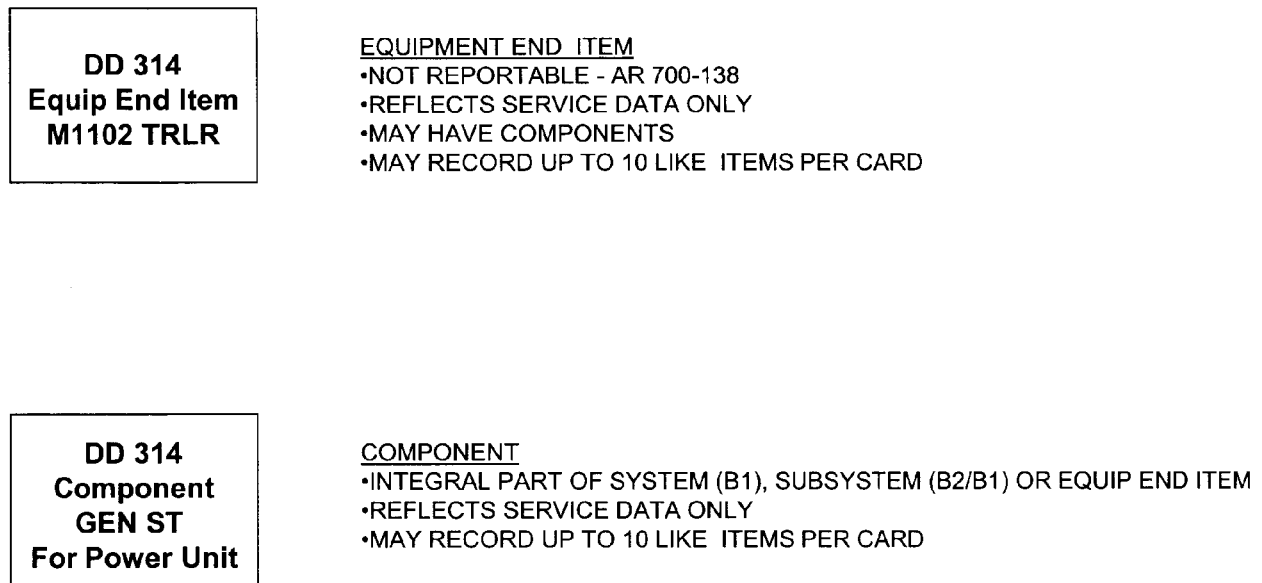 DD 314
Equip End Item
M1102 TRLR
EQUIPMENT END ITEM
•NOT REPORTABLE - AR 700-138
•REFLECTS SERVICE DATA ONLY
•MAY HAVE COMPONENTS
•MAY RECORD UP TO 10 LIKE ITEMS PER CARD
DD 314
Component
GEN ST
For Power Unit
COMPONENT
•INTEGRAL PART OF SYSTEM (B1), SUBSYSTEM (B2/B1) OR EQUIP END ITEM
•REFLECTS SERVICE DATA ONLY
•MAY RECORD UP TO 10 LIKE ITEMS PER CARD